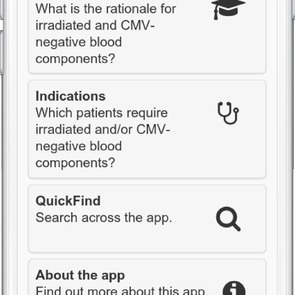 What is the rationale for
irradiated and CMV-
negative blood
components?
Indications
Which patients require
irradiated and/or CMV-
negative blood
components?
QuickFind
Search across the app.
About the app
Find out more about this app,